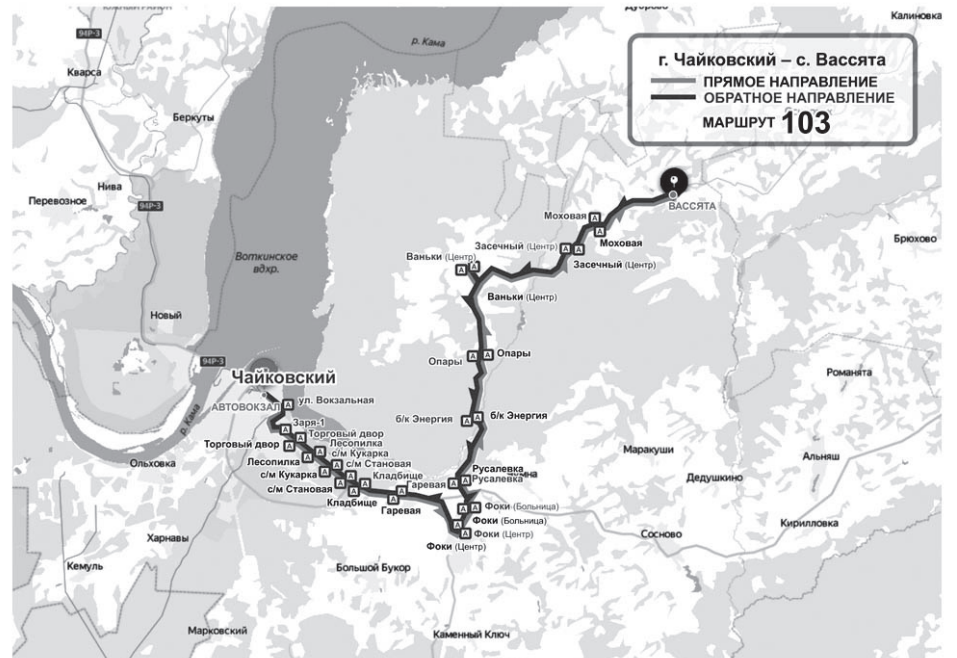 Дуброво
Калиновка
94Р-3
р. Кама
г. Чайковский – с. Вассята
ПРЯМОЕ НАПРАВЛЕНИЕ
ОБРАТНОЕ НАПРАВЛЕНИЕ
МАРШРУТ 103
Кварса
Беркуты
Нива
Перевозное
94Р-3
ВАССЯТА
Моховая
Моховая
Брюхово
Засечный (Центр)
Засечный (Центр)
Ваньки (Центр)
Воткинское
вдхр.
Ваньки (Центр)
Новый
Опары
Опары
94Р-3
Чайковский
Романята
АВТОВОКЗАЛ
ул. Вокзальная
р. Кама
б/к Энергия
б/к Энергия
Заря-1
Торговый двор
Торговый двор
Лесопилка
с/м Кукарка
Лесопилка
с/м Становая
с/м Кукарка
Кладбище
с/м Становая
Кладбище
Гаревая
Гаревая
Ольховка
Маракуши
Альняш
Русалевка
Русалевка
Дедушкино
Фоки (Больница)
Фоки (Больница)
Фоки (Центр)
Фоки (Центр)
Кирилловка
Сосново
Харнавы
Кемуль
Большой Букор
Марковский
Каменный Ключ